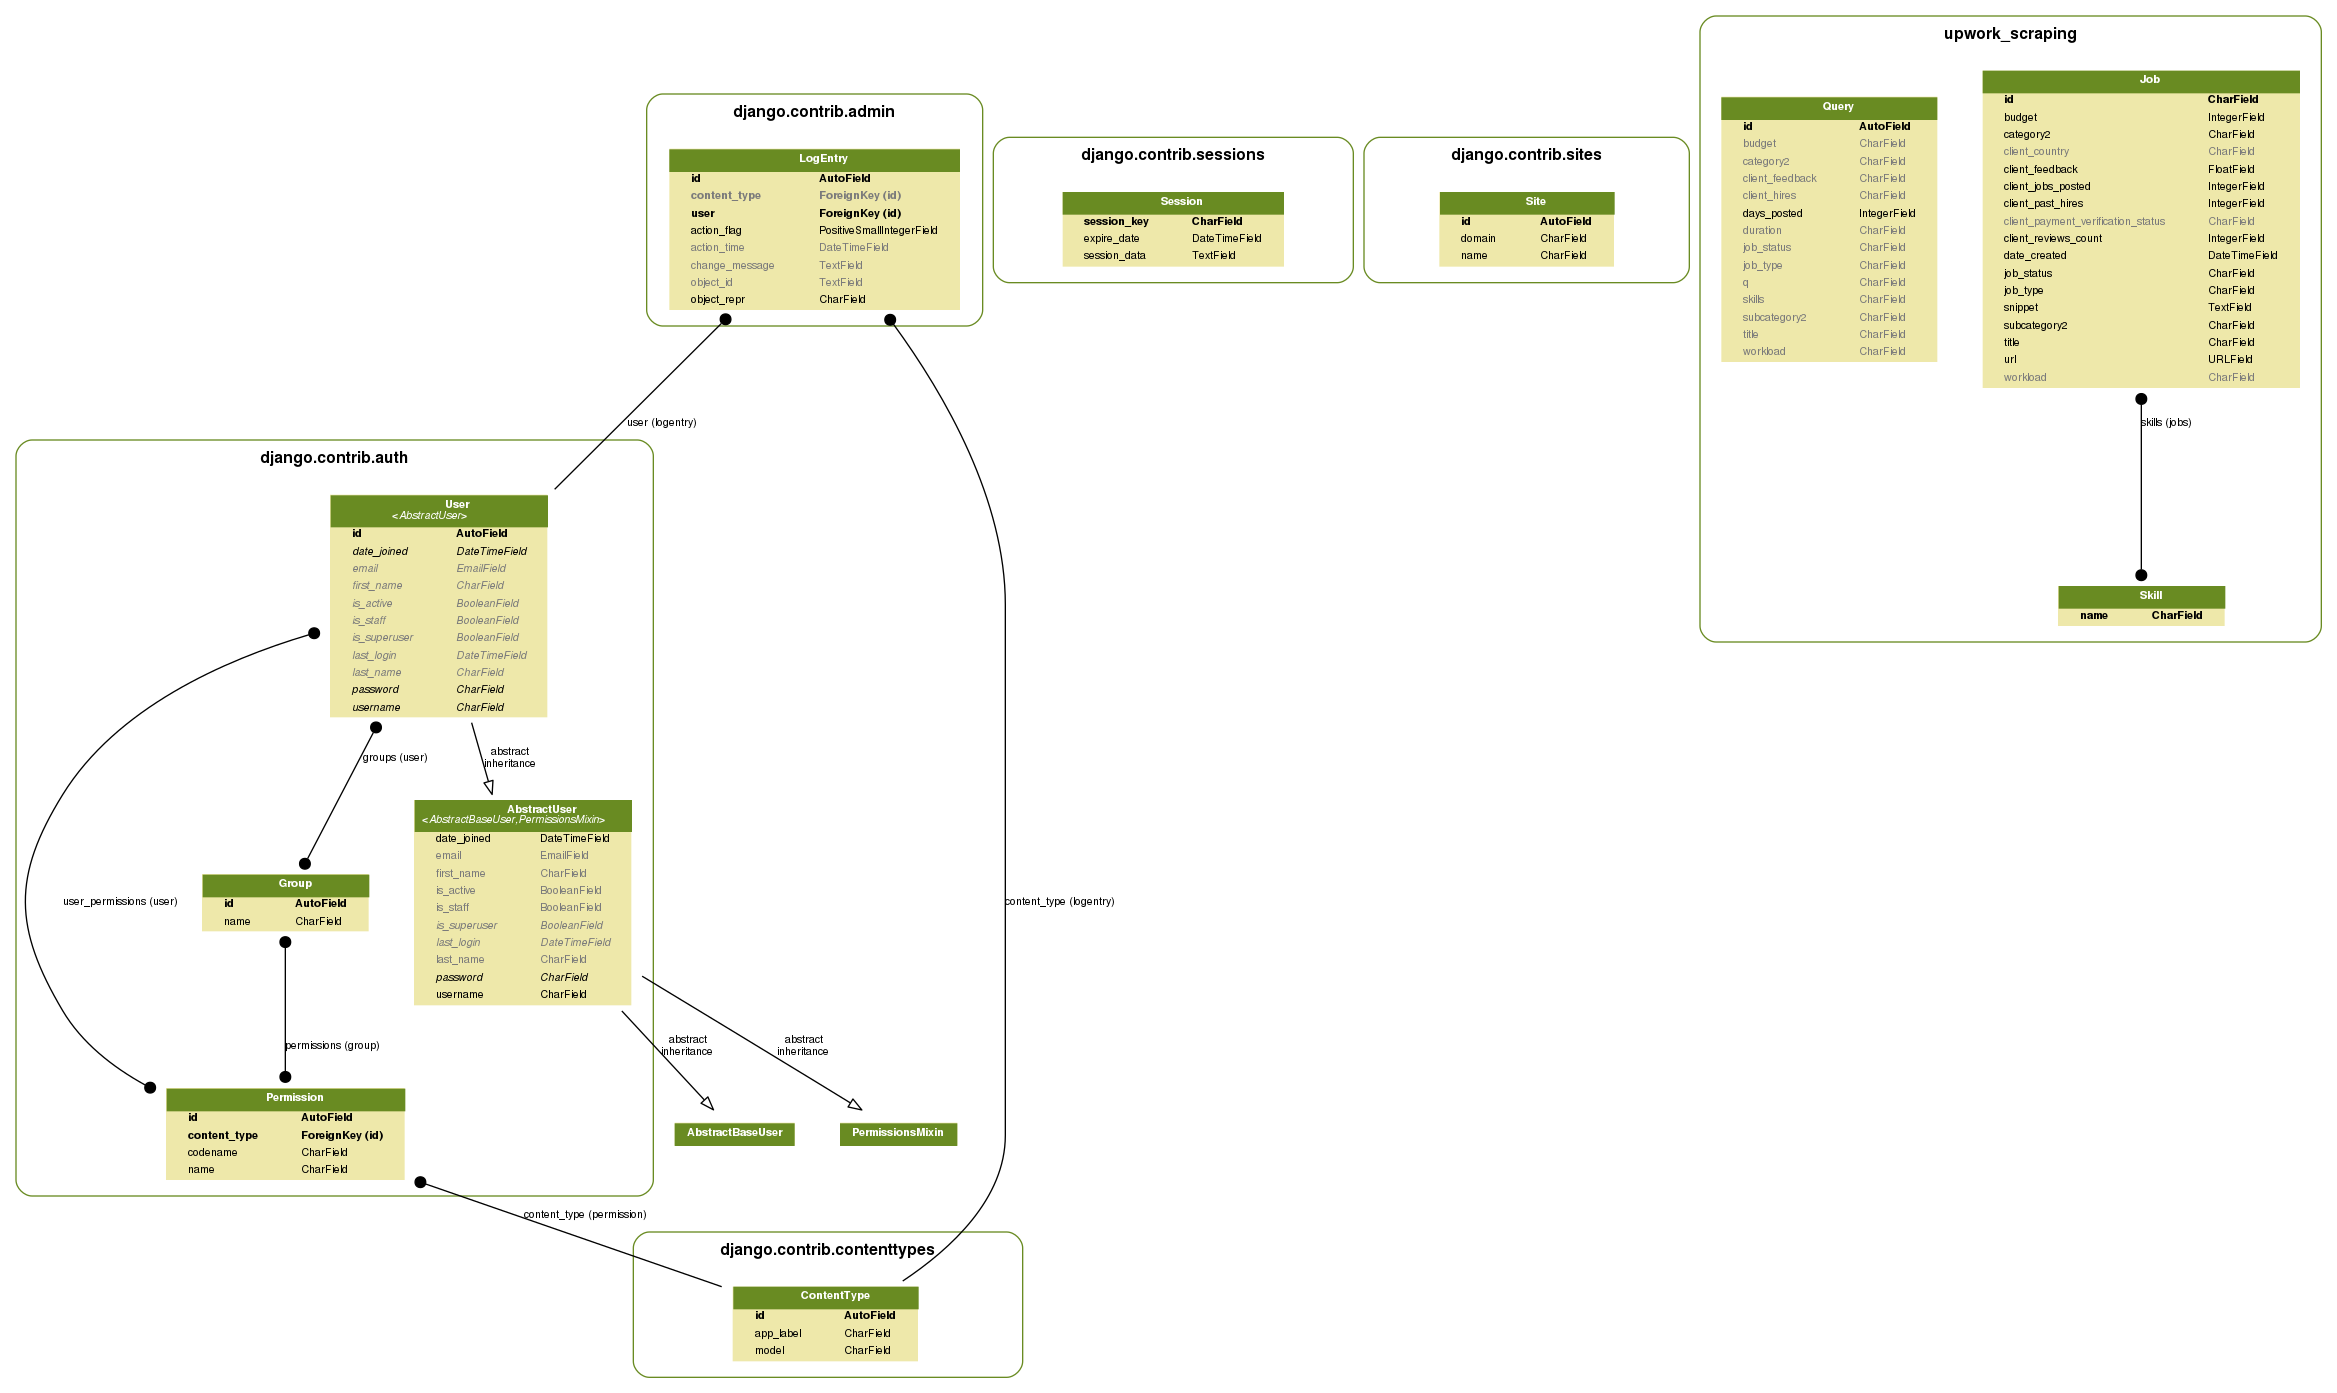 upwork_scraping
Query
id AutoField
budget CharField
category2 CharField
client_feedback CharField
client_hires CharField
days_posted IntegerField
duration CharField
job_status CharField
job_type CharField
q CharField
skills CharField
subcategory2 CharField
title CharField
workload CharField
Job
id CharField
budget IntegerField
category2 CharField
client_country CharField
client_feedback FloatField
client_jobs_posted IntegerField
client_past_hires IntegerField
client_payment_verification_status CharField
client_reviews_count IntegerField
date_created DateTimeField
job_status CharField
job_type CharField
snippet TextField
subcategory2 CharField
title CharField
url URLField
workload CharField
skills (jobs)
Skill
name CharField
django.contrib.admin
LogEntry
id AutoField
content_type ForeignKey (id)
user ForeignKey (id)
action_flag PositiveSmallIntegerField
action_time DateTimeField
change_message TextField
object_id TextField
object_repr CharField
django.contrib.sessions
Session
session_key CharField
expire_date DateTimeField
session_data TextField
django.contrib.sites
Site
id AutoField
domain CharField
name CharField
user (logentry)
django.contrib.auth
User
<AbstractUser>
id AutoField
date_joined DateTimeField
email EmailField
first_name CharField
is_active BooleanField
is_staff BooleanField
is_superuser BooleanField
last_login DateTimeField
last_name CharField
password CharField
username CharField
groups (user)
abstract
inheritance
AbstractUser
<AbstractBaseUser,PermissionsMixin>
date_joined DateTimeField
email EmailField
first_name CharField
is_active BooleanField
is_staff BooleanField
is_superuser BooleanField
last_login DateTimeField
last_name CharField
password CharField
username CharField
user_permissions (user)
Group
id AutoField
name CharField
content_type (logentry)
permissions (group)
abstract
inheritance
abstract
inheritance
Permission
id AutoField
content_type ForeignKey (id)
codename CharField
name CharField
AbstractBaseUser
PermissionsMixin
content_type (permission)
django.contrib.contenttypes
ContentType
id AutoField
app_label CharField
model CharField